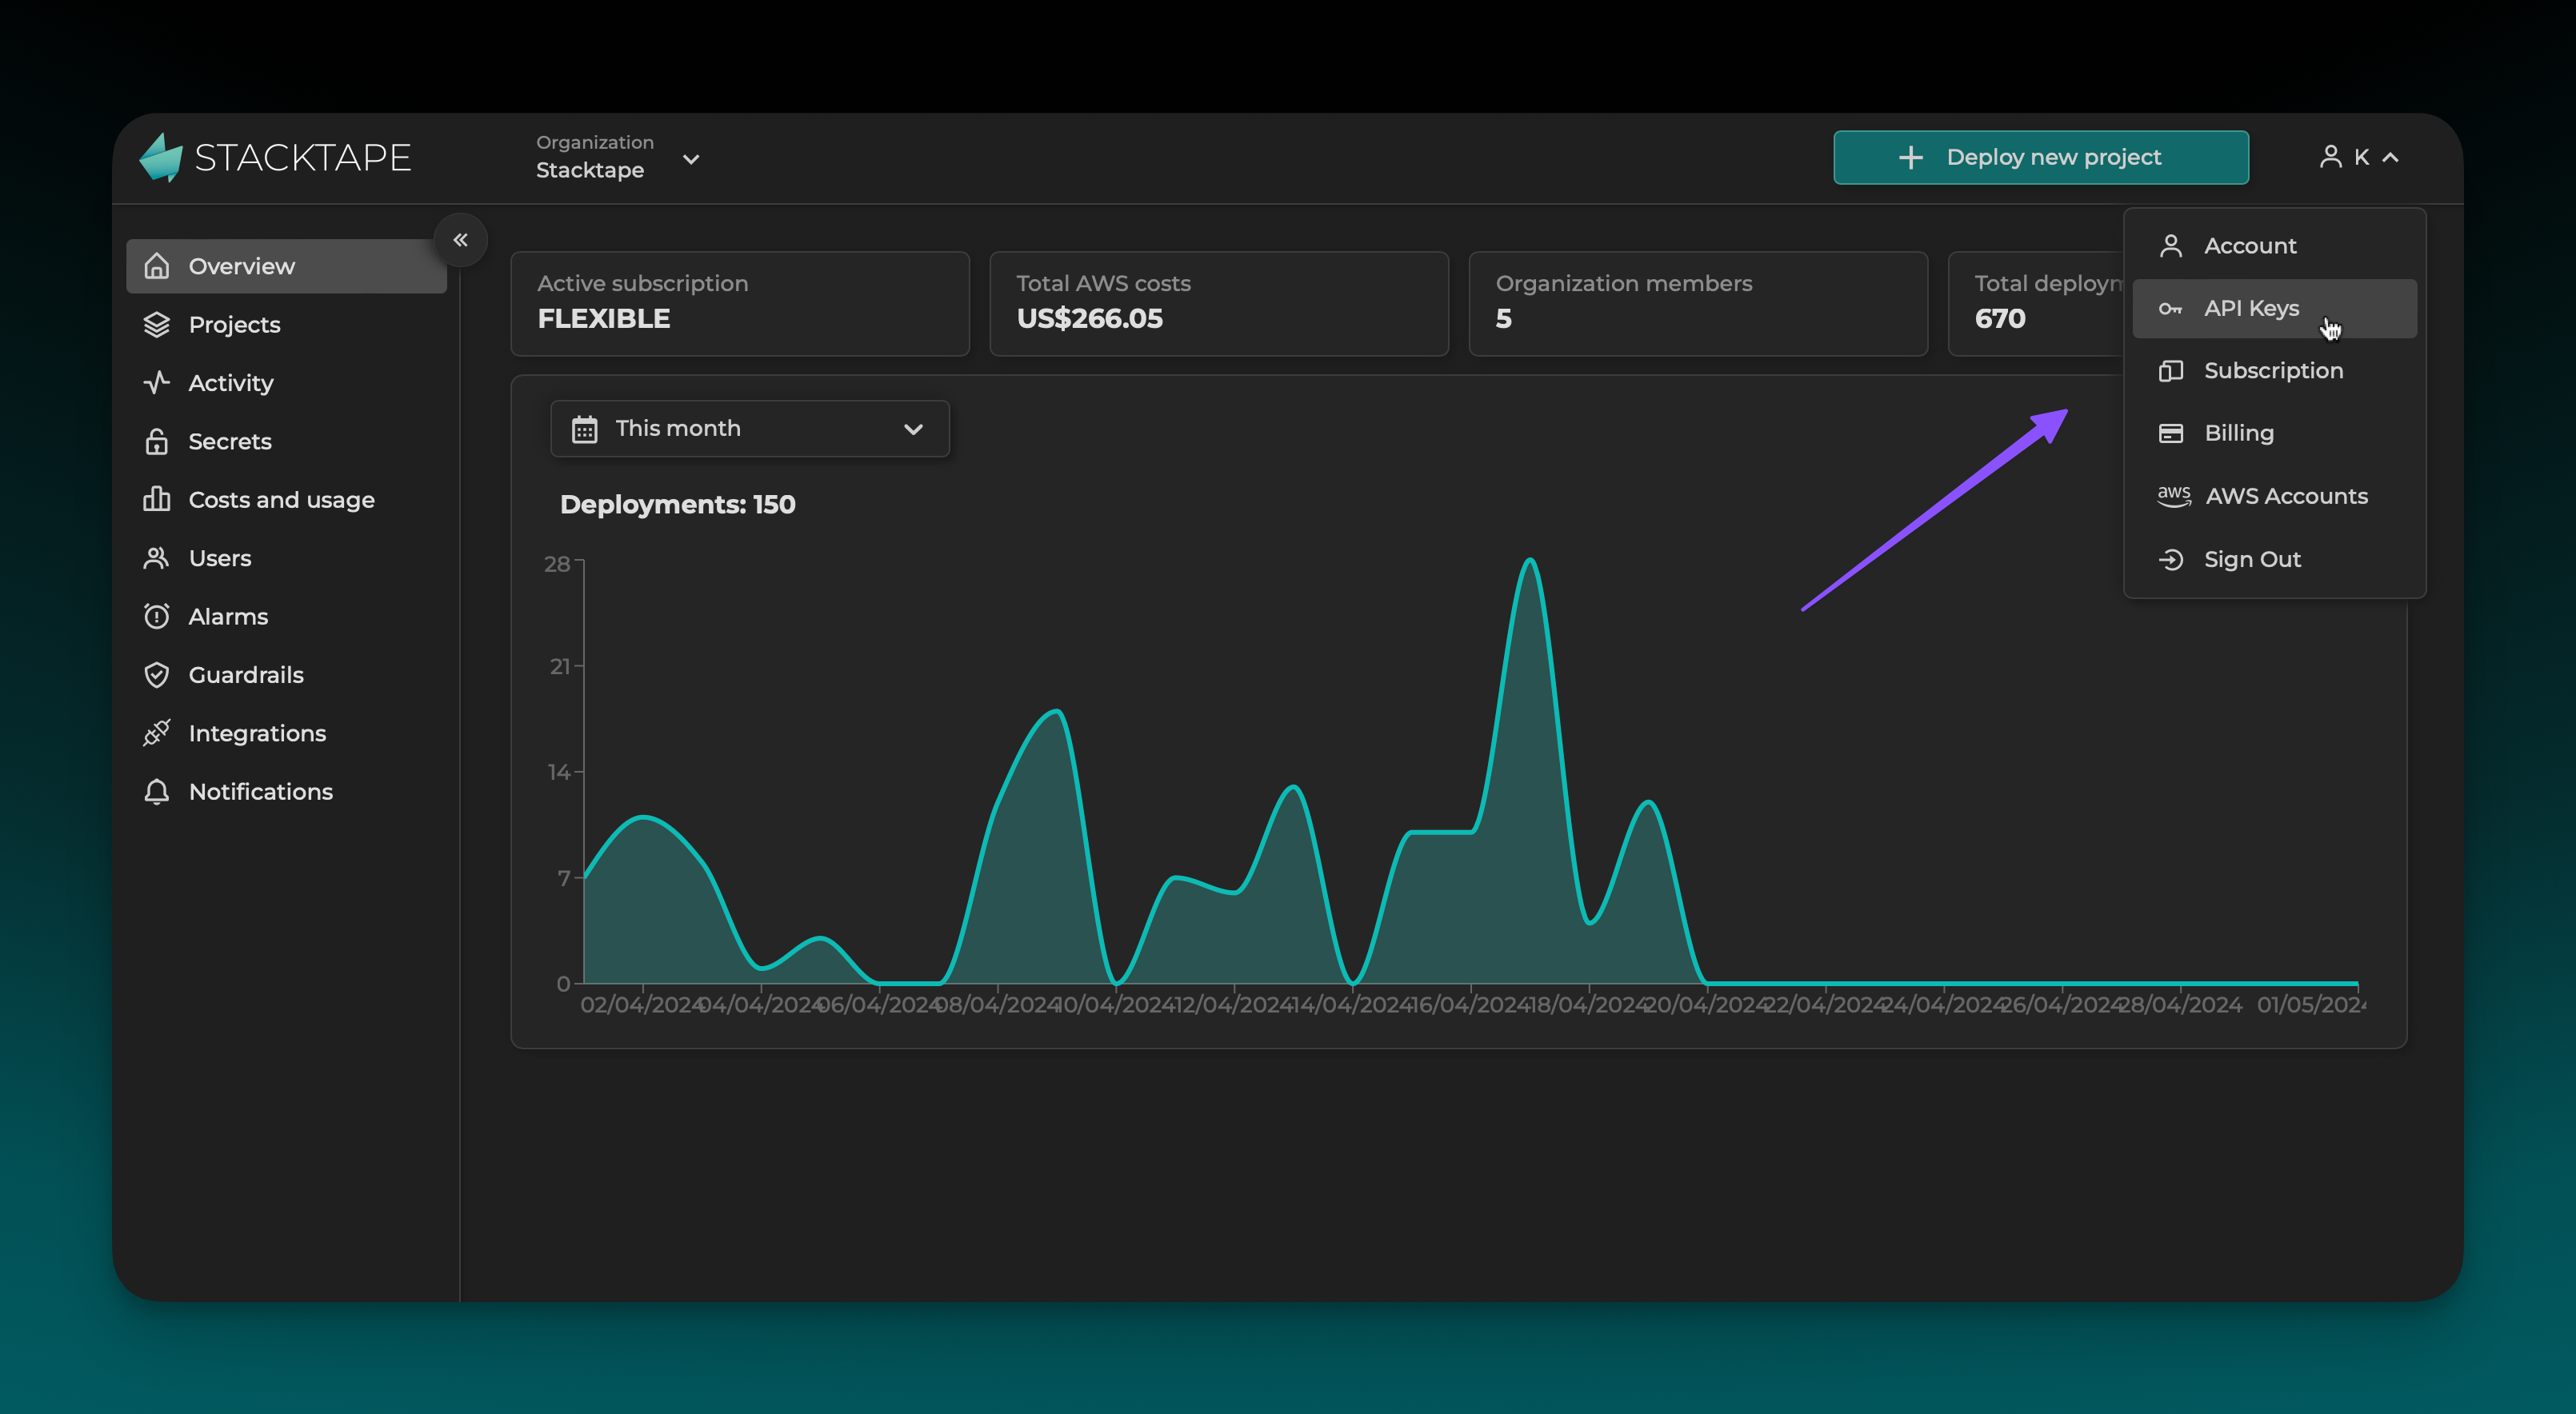 STACKTAPE
Organization
Stacktape
Deploy new project
K
Overview
Projects
Activity
Secrets
Costs and usage
Users
Alarms
Guardrails
Integrations
Notifications
Active subscription
FLEXIBLE
Total AWS costs
US$266.05
Organization members
5
Total deploym
670
Account
API Keys
Subscription
Billing
aws AWS Accounts
Sign Out
This month
Deployments: 150
28
21
14
7
0
02/04/2024 04/04/2024 06/04/2024 08/04/2024 10/04/2024 12/04/2024 14/04/2024 16/04/2024 18/04/2024 20/04/2024 22/04/2024 24/04/2024 26/04/2024 28/04/2024 01/05/2024